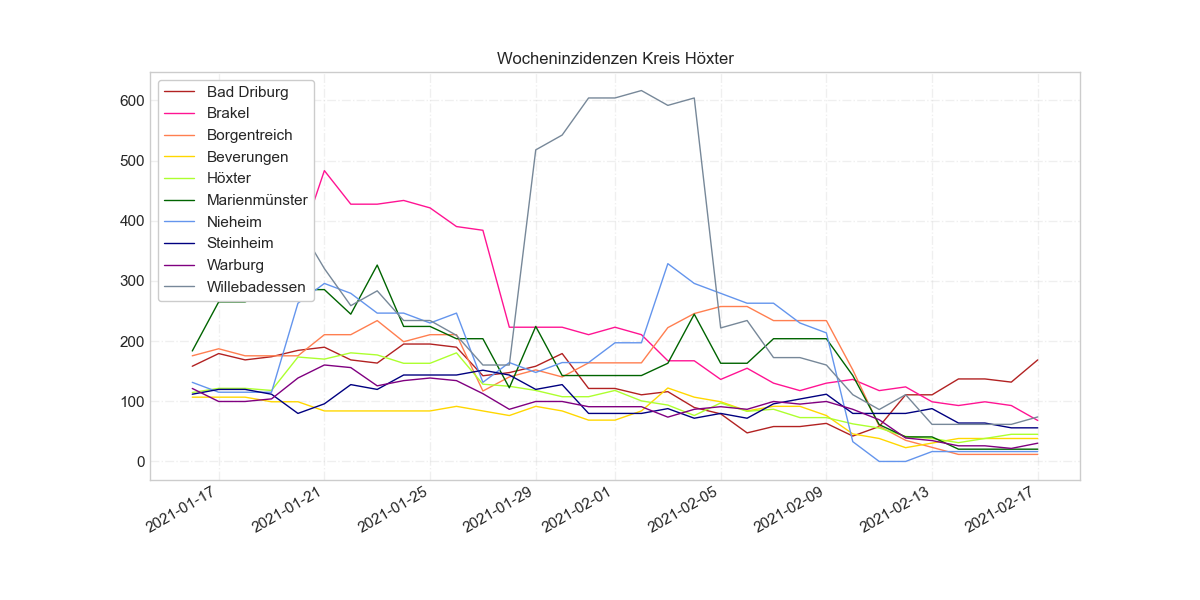 Wocheninzidenzen Kreis Höxter
600
500
400
300
200
100
0
Bad Driburg
Brakel
Borgentreich
Beverungen
Höxter
Marienmünster
Nieheim
Steinheim
Warburg
Willebadessen
2021-01-17
2021-01-21
2021-01-25
2021-01-29
2021-02-01
2021-02-05
2021-02-09
2021-02-13
2021-02-17